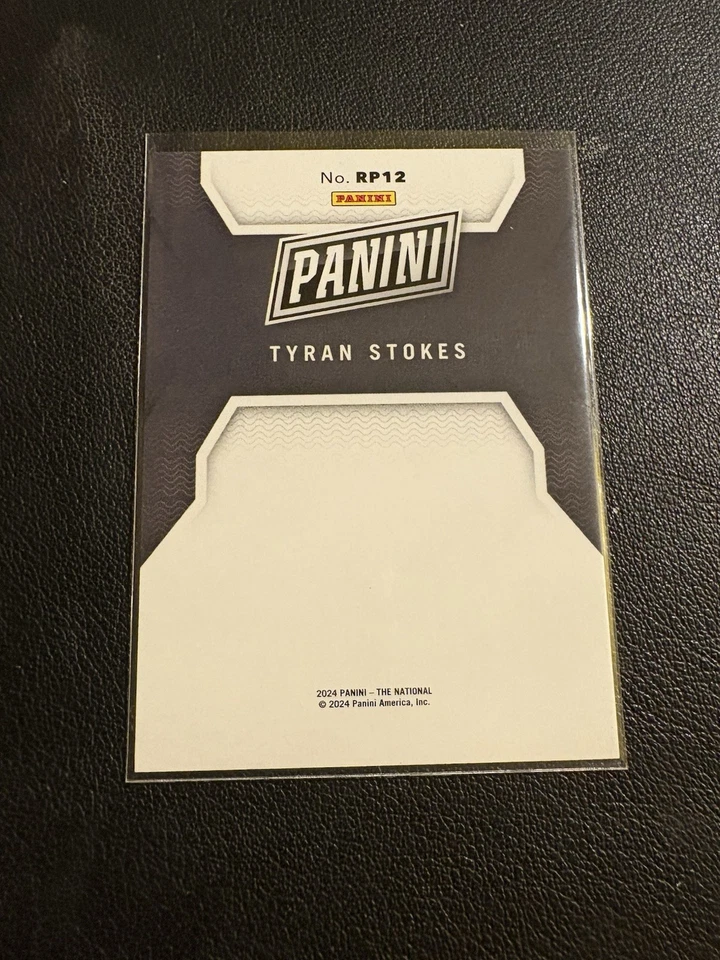 No. RP12
PANINI
PANINI
TYRAN STOKES
2024 PANINI – THE NATIONAL
© 2024 Panini America, Inc.